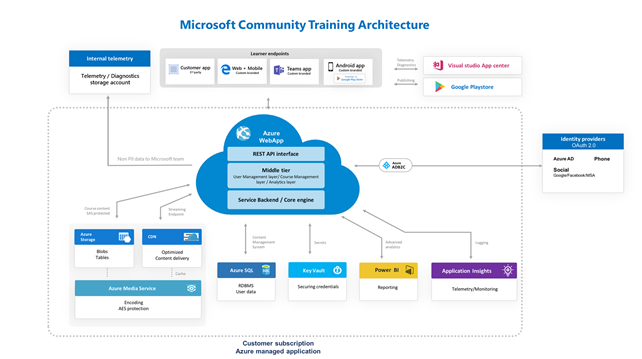 Microsoft Community Training Architecture
Internal telemetry
Telemetry / Diagnostics
storage account
Learner endpoints
Customer app
1st party
Web + Mobile
Custom branded
Teams app
Custom branded
Android app
Custom branded
Google Play Store
Telemetry
Diagnostics
Publishing
Visual studio App center
Google Playstore
Azure
WebApp
REST API interface
Middle tier
User Management layer/ Course Management
layer / Analytics layer
Service Backend / Core engine
Non PII data to Microsoft team
Azure
ADB2C
Identity providers
OAuth 2.0
Azure AD
Phone
Social
Google/Facebook/MSA
SAS protected
Streaming
Endpoint
Content
Management
System
Secrets
Advanced
analytics
Logging
Azure
Storage
Blobs
Tables
CDN
Optimized
Content delivery
Cache
Azure Media Service
Encoding
AES protection
Azure SQL
RDBMS
User data
Key Vault
Securing credentials
Power BI
Reporting
Application Insights
Telemetry/Monitoring
Customer subscription
Azure managed application